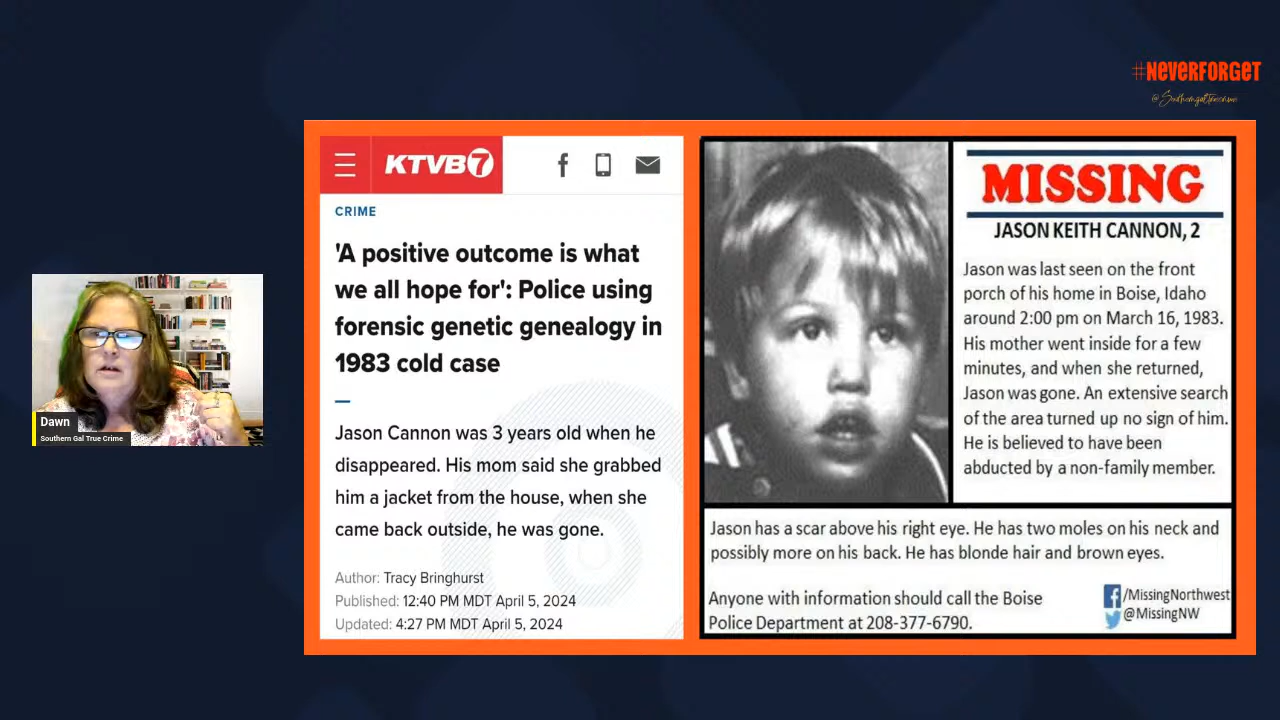 #NEVERFORGET
@Southerngaltruecrime
KTVB7
CRIME
'A positive outcome is what
we all hope for': Police using
forensic genetic genealogy in
1983 cold case
Jason Cannon was 3 years old when he
disappeared. His mom said she grabbed
him a jacket from the house, when she
came back outside, he was gone.
Author: Tracy Bringhurst
Published: 12:40 PM MDT April 5, 2024
Updated: 4:27 PM MDT April 5, 2024
MISSING
JASON KEITH CANNON, 2
Jason was last seen on the front
porch of his home in Boise, Idaho
around 2:00 pm on March 16, 1983.
His mother went inside for a few
minutes, and when she returned,
Jason was gone. An extensive search
of the area turned up no sign of him.
He is believed to have been
abducted by a non-family member.
Jason has a scar above his right eye. He has two moles on his neck and
possibly more on his back. He has blonde hair and brown eyes.
Anyone with information should call the Boise
Police Department at 208-377-6790.
/MissingNorthwest
@MissingNW
Dawn
Southern Gal True Crime